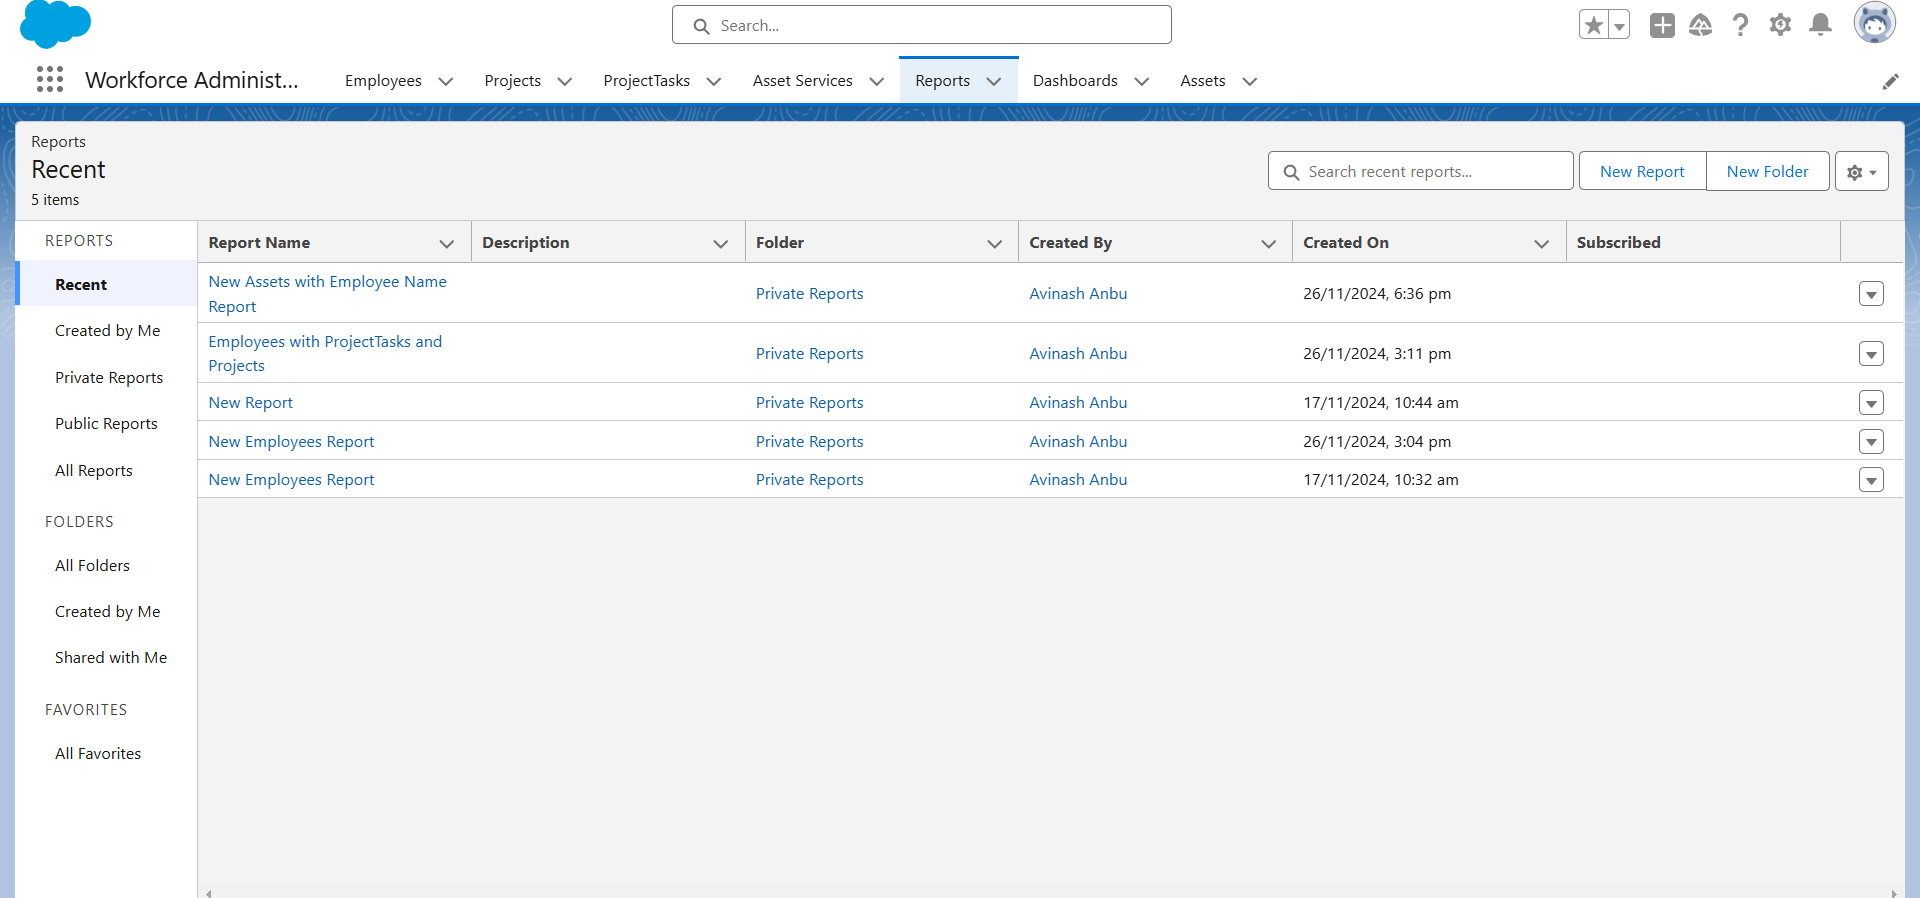 Search...
Workforce Administ...
Employees
Projects
ProjectTasks
Asset Services
Reports
Dashboards
Assets
Reports
Recent
5 items
Search recent reports...
New Report
New Folder
REPORTS
Recent
Created by Me
Private Reports
Public Reports
All Reports
FOLDERS
All Folders
Created by Me
Shared with Me
FAVORITES
All Favorites
Report Name Description Folder Created By Created On Subscribed
New Assets with Employee Name
Report
Private Reports Avinash Anbu 26/11/2024, 6:36 pm
Employees with ProjectTasks and
Projects
Private Reports Avinash Anbu 26/11/2024, 3:11 pm
New Report Private Reports Avinash Anbu 17/11/2024, 10:44 am
New Employees Report Private Reports Avinash Anbu 26/11/2024, 3:04 pm
New Employees Report Private Reports Avinash Anbu 17/11/2024, 10:32 am